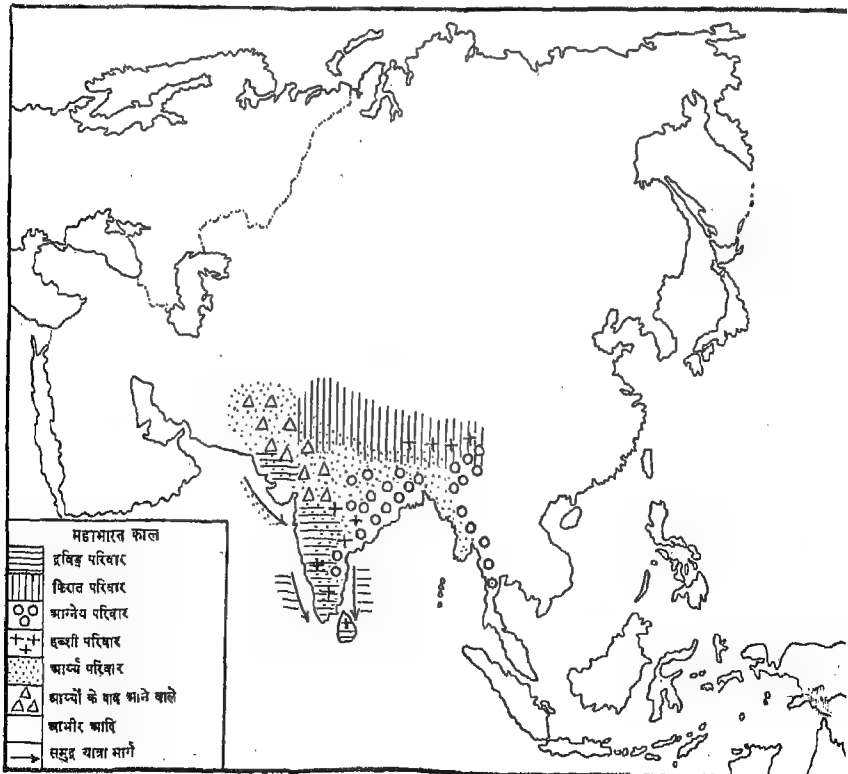 महाभारत काल
द्रविड़ परिवार
किरात परिवार
आग्नेय परिवार
हब्शी परिवार
आर्य्य परिवार
आर्य्यों के बाद आने वाले
आभीर आदि
समुद्र यात्रा मार्ग